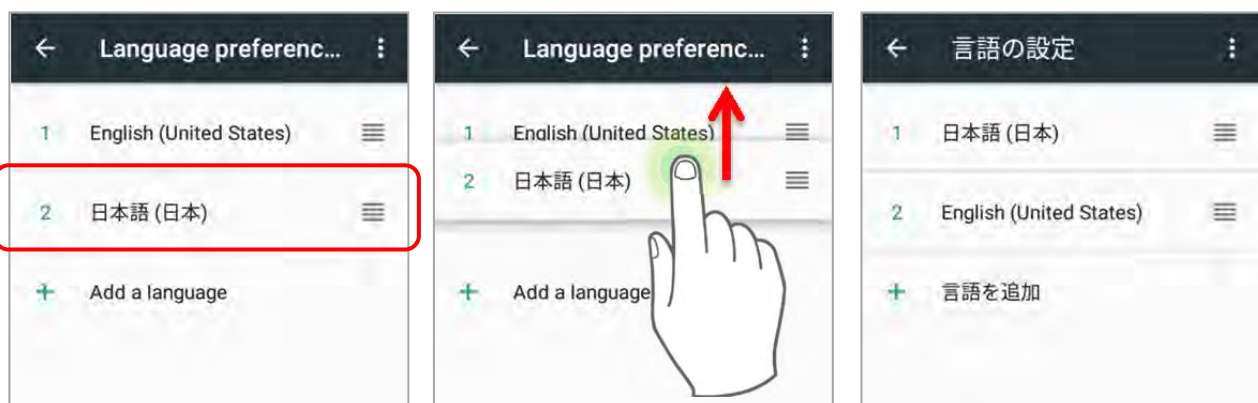 Language preferenc...
1 English (United States)
2 日本語 (日本)
+ Add a language
Language preferenc...
1 English (United States)
2 日本語 (日本)
+ Add a language
言語の設定
1 日本語 (日本)
2 English (United States)
+ 言語を追加